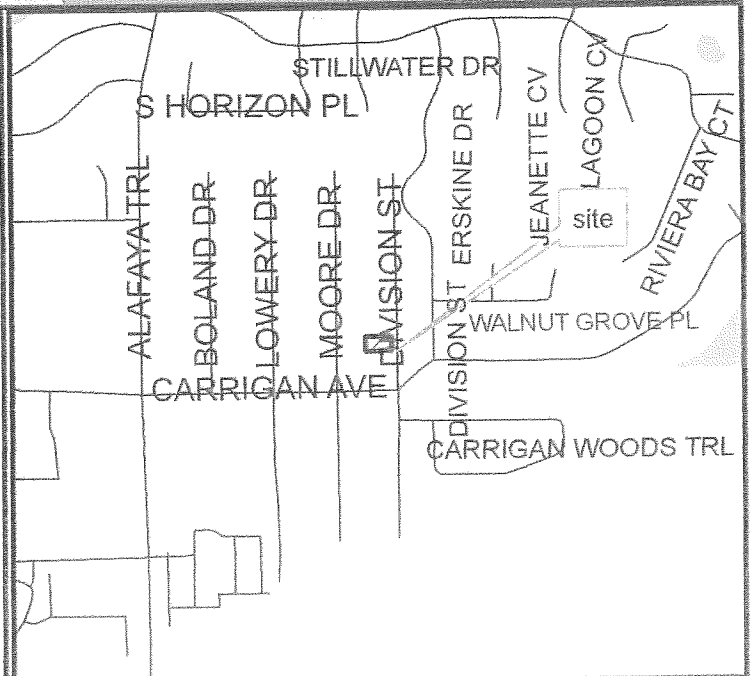 STILLWATER DR
S HORIZON PL
ALAFAYA TRL
BOLAND DR
LOWERY DR
MOORE DR
DIVISION ST
ERSKINE DR
JEANETTE CV
LAGOON CV
RIVIERA BAY CT
site
WALNUT GROVE PL
DIVISION ST
CARRIGAN AVE
CARRIGAN WOODS TRL